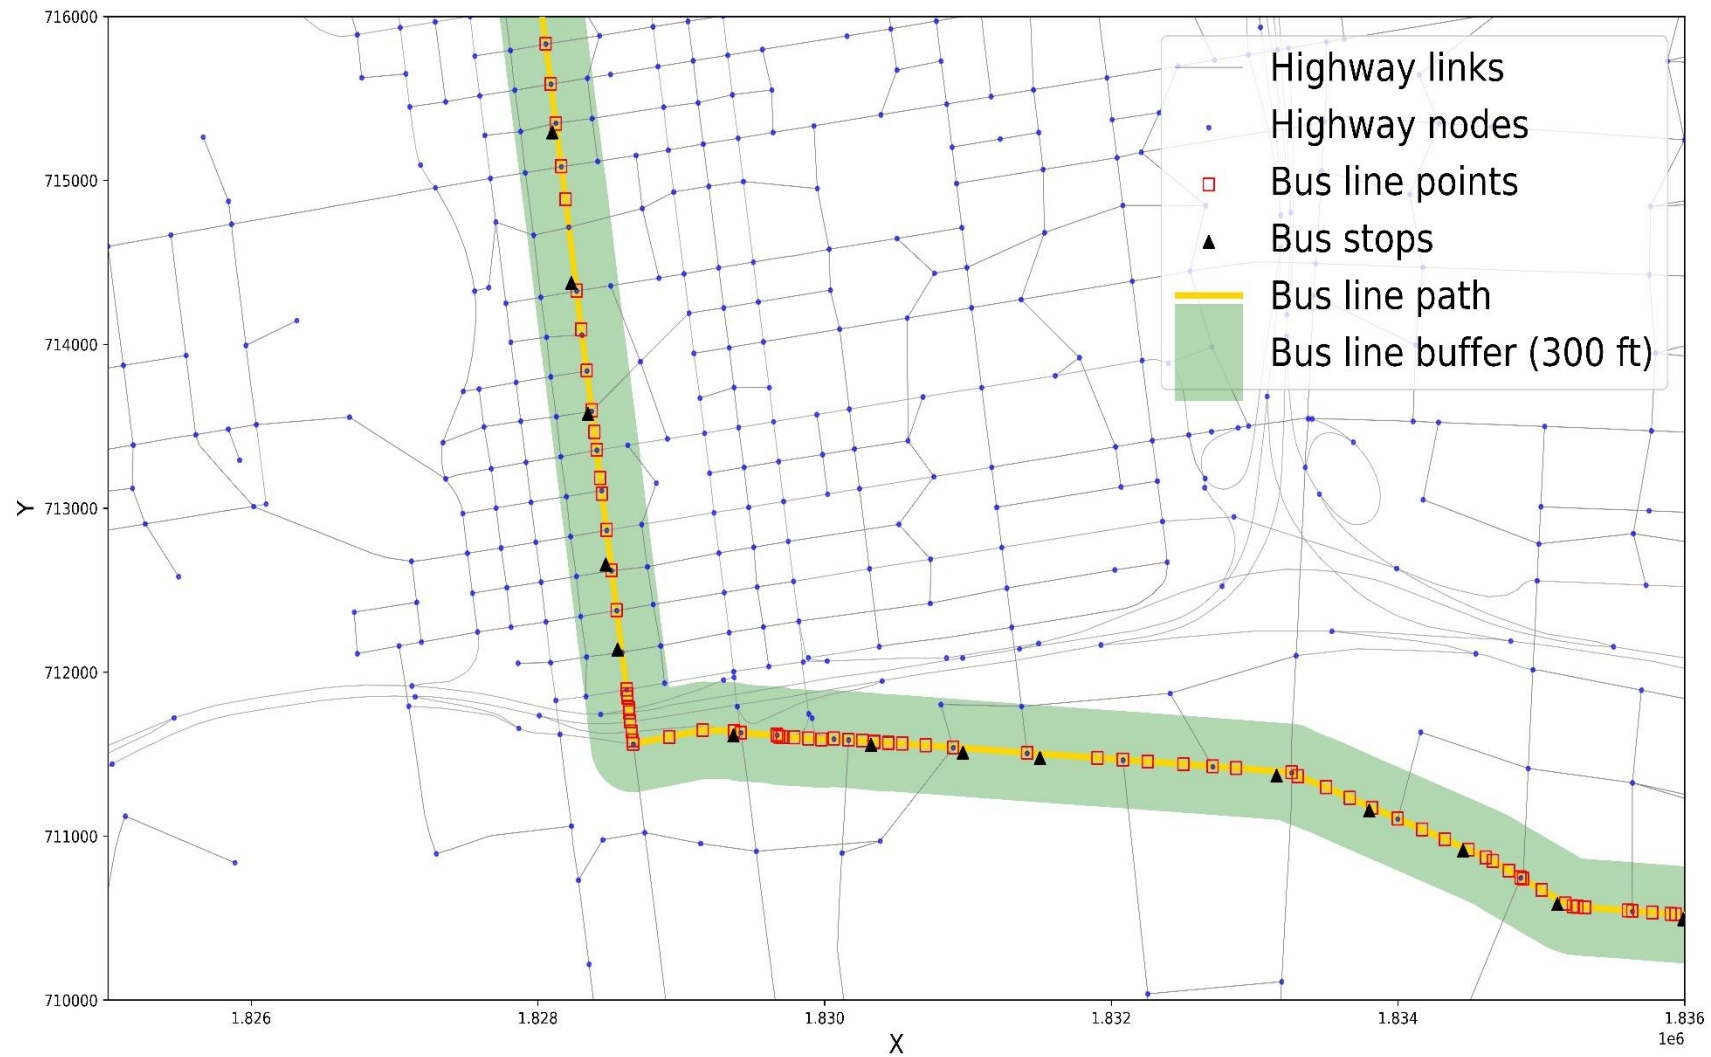 716000
715000
714000
713000
712000
711000
710000
Y
Highway links
Highway nodes
Bus line points
Bus stops
Bus line path
Bus line buffer (300 ft)
1.826
1.828
1.830
1.832
1.834
1.836
1e6
X